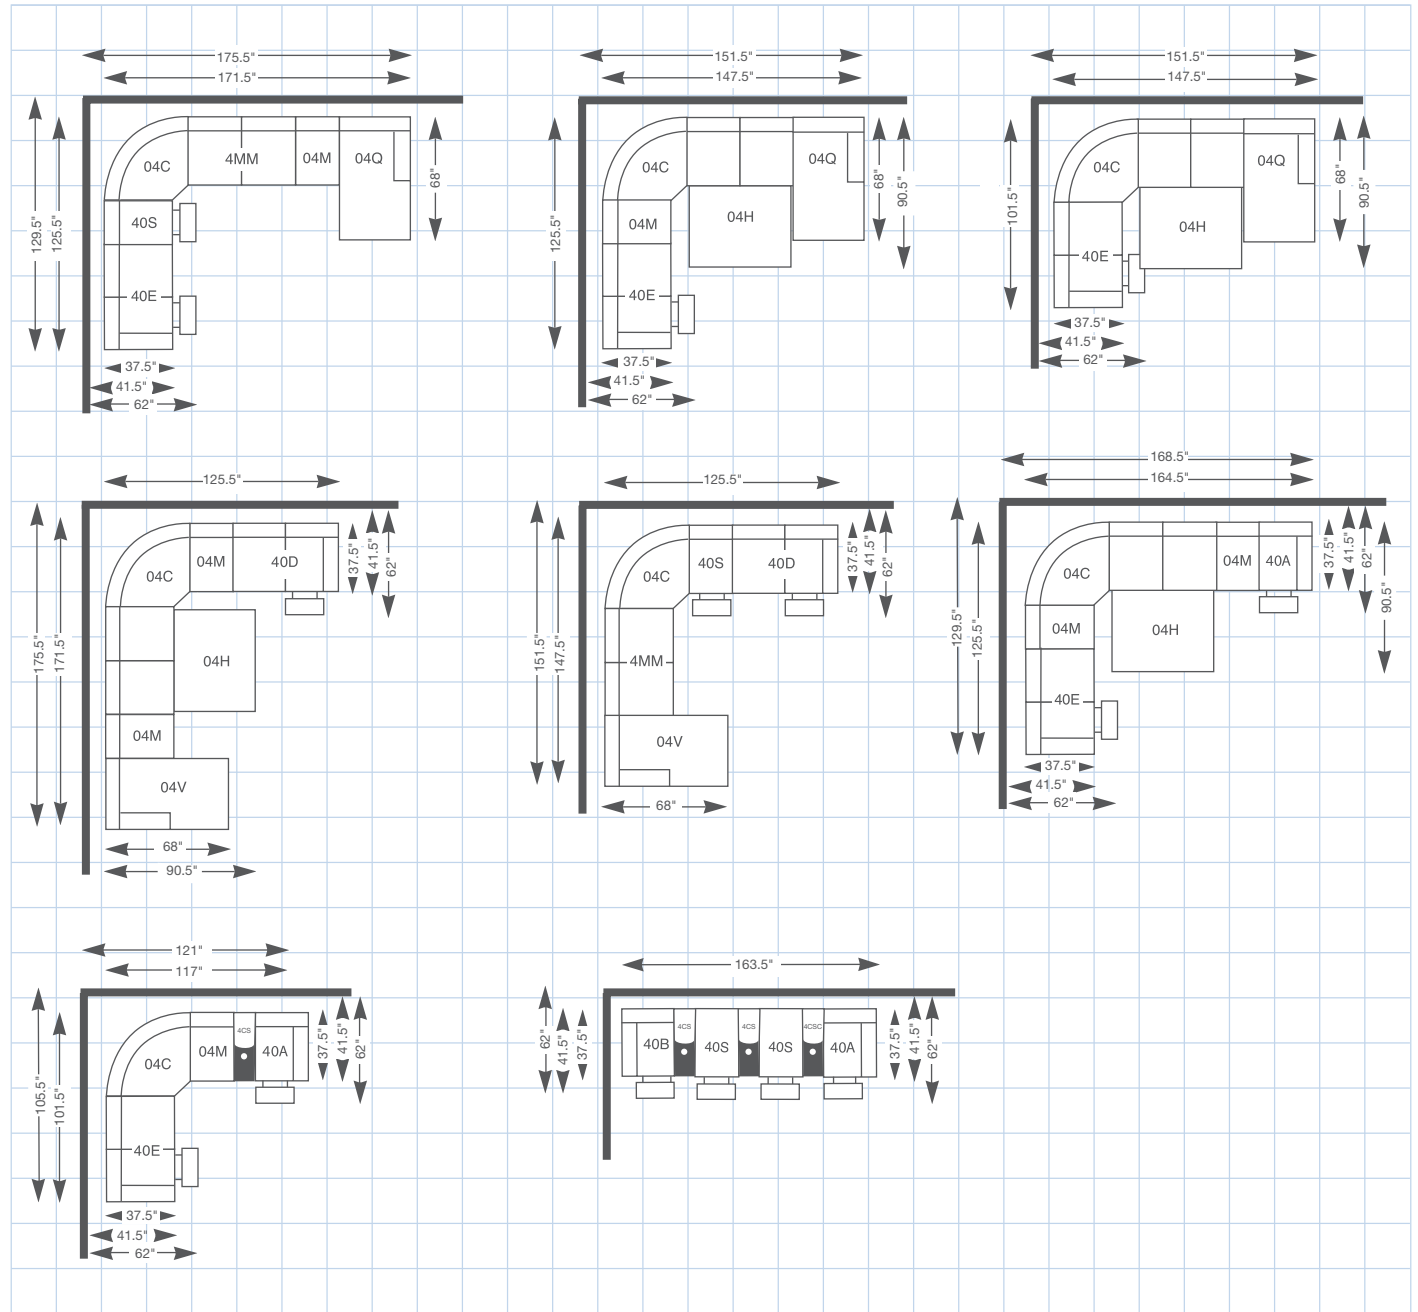 175.5"
171.5"
129.5"
125.5"
04C
4MM
04M
04Q
68"
40S
40E
37.5"
41.5"
62"
151.5"
147.5"
125.5"
04C
04Q
68"
90.5"
04M
04H
40E
37.5"
41.5"
62"
151.5"
147.5"
101.5"
04C
04Q
68"
90.5"
04H
40E
37.5"
41.5"
62"
125.5"
175.5"
171.5"
04C
04M
40D
37.5"
41.5"
62"
04H
04M
04V
68"
90.5"
125.5"
151.5"
147.5"
04C
40S
40D
37.5"
41.5"
62"
4MM
04V
68"
168.5"
164.5"
129.5"
125.5"
04C
04M
40A
37.5"
41.5"
62"
90.5"
04M
04H
40E
37.5"
41.5"
62"
121"
117"
105.5"
101.5"
04C
04M
4CS
40A
37.5"
41.5"
62"
40E
37.5"
41.5"
62"
163.5"
62"
41.5"
37.5"
40B
4CS
40S
4CS
40S
4CSC
40A
37.5"
41.5"
62"